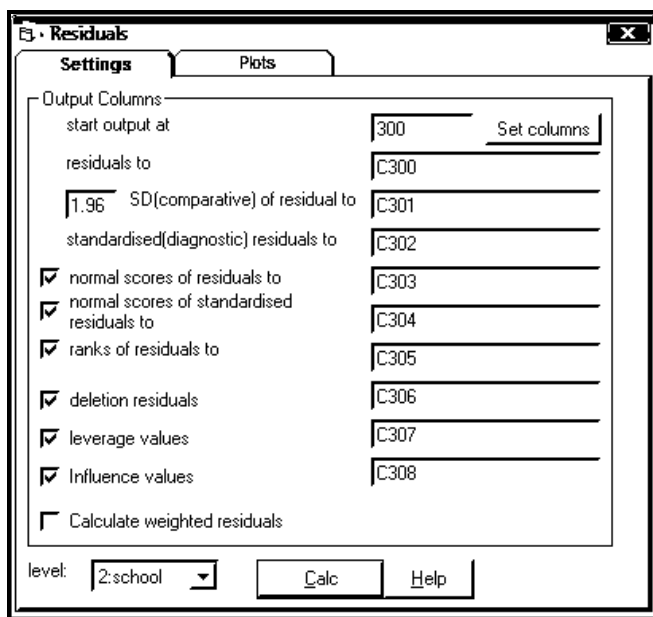 Residuals
Settings Plots
Output Columns
start output at 300 Set columns
residuals to C300
1.96 SD(comparative) of residual to C301
standardised(diagnostic) residuals to C302
normal scores of residuals to C303
normal scores of standardised
residuals to C304
ranks of residuals to C305
deletion residuals C306
leverage values C307
Influence values C308
Calculate weighted residuals
level: 2:school Calc Help